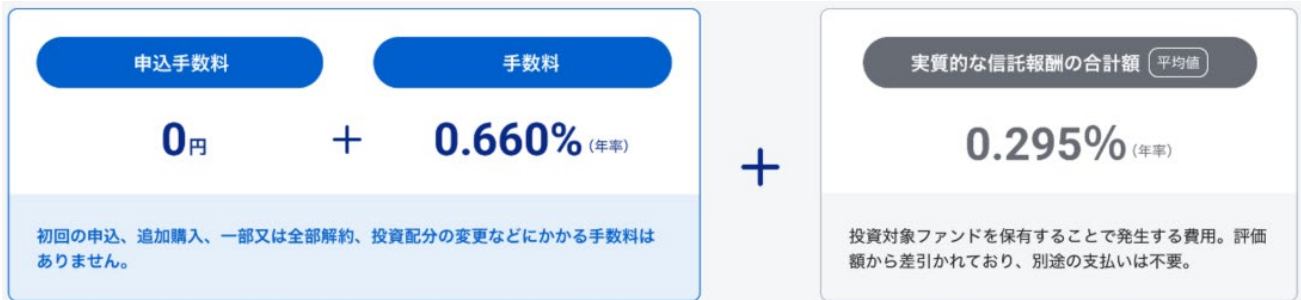 申込手数料
手数料
0円
+
0.660%(年率)
初回の申込、追加購入、一部又は全部解約、投資配分の変更などにかかる手数料は
ありません。
+
実質的な信託報酬の合計額 平均値
0.295%(年率)
投資対象ファンドを保有することで発生する費用。評価
額から差引かれており、別途の支払いは不要。